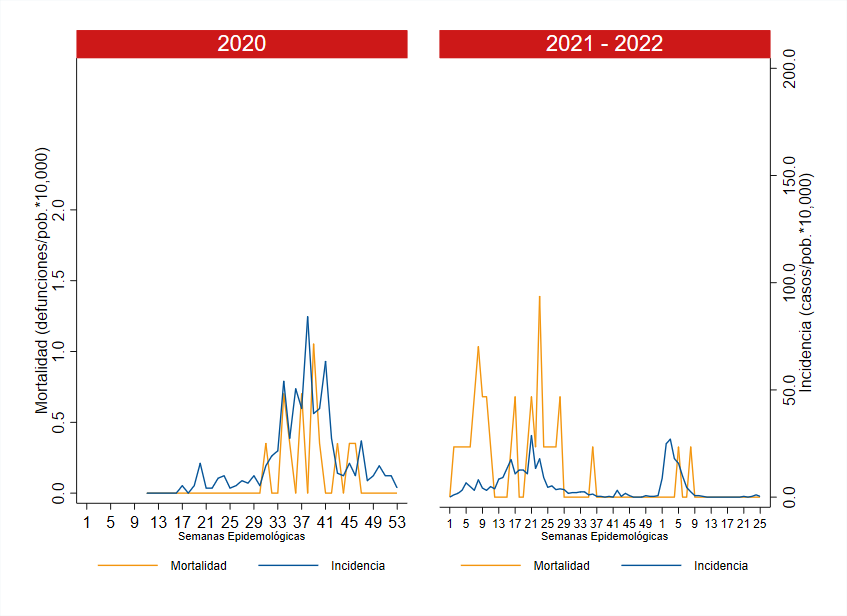 2020
2021 - 2022
Mortalidad (defunciones/pob.*10,000)
2.0
1.5
1.0
0.5
0.0
1 5 9 13 17 21 25 29 33 37 41 45 49 53
Semanas Epidemológicas
Mortalidad Incidencia
200.0
150.0
100.0
50.0
0.0
Incidencia (casos/pob.*10,000)
1 5 9 13 17 21 25 29 33 37 41 45 49 1 5 9 13 17 21 25
Semanas Epidemológicas
Mortalidad Incidencia